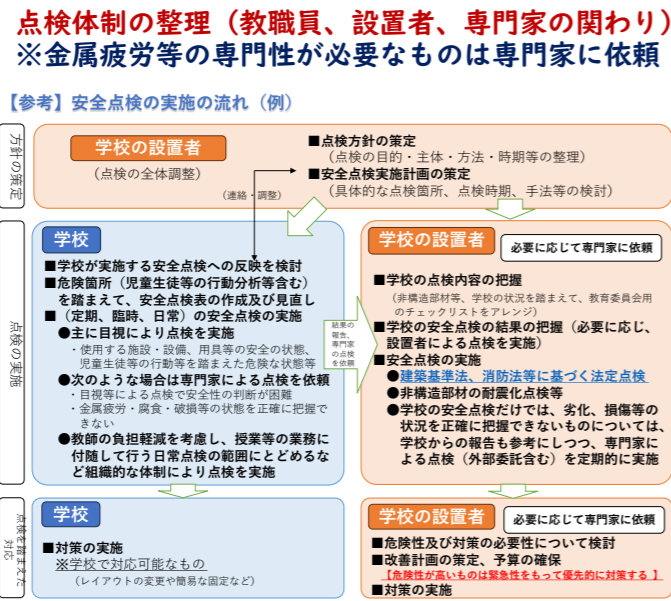 点検体制の整理（教職員、設置者、専門家の関わり）
※金属疲労等の専門性が必要なものは専門家に依頼
【参考】安全点検の実施の流れ（例）
方針の策定
学校の設置者
（点検の全体調整）
■点検方針の策定
（点検の目的・主体・方法・時期等の整理）
■安全点検実施計画の策定
（具体的な点検箇所、点検時期、手法等の検討）
（連絡・調整）
点検の実施
学校
■学校が実施する安全点検への反映を検討
■危険箇所（児童生徒等の行動分析等含む）
を踏まえて、安全点検表の作成及び見直し
■（定期、臨時、日常）の安全点検の実施
●主に目視により点検を実施
・使用する施設・設備、用具等の安全の状態、
児童生徒等の行動等を踏まえた危険な状態等
●次のような場合は専門家による点検を依頼
・目視等による点検で安全性の判断が困難
・金属疲労・腐食・破損等の状態を正確に把握で
きない
●教師の負担軽減を考慮し、授業等の業務に
付随して行う日常点検の範囲にとどめるな
ど組織的な体制により点検を実施
結果の
報告、
専門家
の点検
を依頼
学校の設置者
必要に応じて専門家に依頼
■学校の点検内容の把握
（非構造部材等、学校の状況を踏まえて、教育委員会用
のチェックリストをアレンジ）
■学校の安全点検の結果の把握（必要に応じ、
設置者による点検を実施）
■安全点検の実施
●建築基準法、消防法等に基づく法定点検
●非構造部材の耐震化点検等
●学校の安全点検だけでは、劣化、損傷等の
状況を正確に把握できないものについては、
学校からの報告も参考にしつつ、専門家に
よる点検（外部委託含む）を定期的に実施
点検を踏まえた
対応
学校
■対策の実施
※学校で対応可能なもの
（レイアウトの変更や簡易な固定など）
学校の設置者
必要に応じて専門家に依頼
■危険性及び対策の必要性について検討
■改善計画の策定、予算の確保
【危険性が高いものは緊急性をもって優先的に対策する 】
■対策の実施